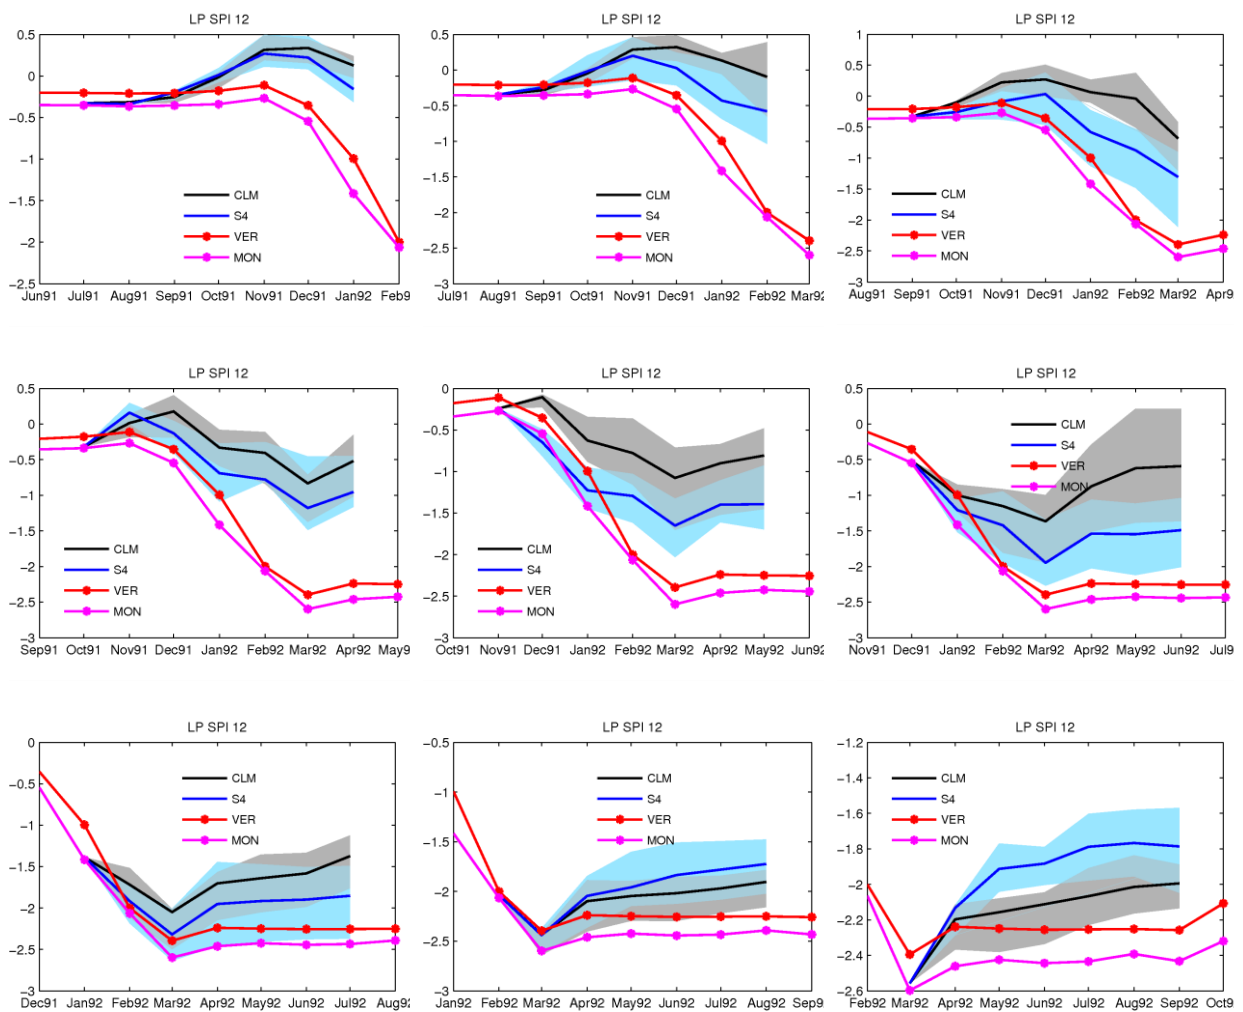 LP SPI 12
0.5
0
−0.5
−1
−1.5
−2
−2.5
CLM
S4
VER
MON
Jun91 Jul91 Aug91 Sep91 Oct91 Nov91 Dec91 Jan92 Feb9
LP SPI 12
0.5
0
−0.5
−1
−1.5
−2
−2.5
−3
CLM
S4
VER
MON
Jul91 Aug91 Sep91 Oct91 Nov91 Dec91 Jan92 Feb92 Mar92
LP SPI 12
1
0.5
0
−0.5
−1
−1.5
−2
−2.5
−3
CLM
S4
VER
MON
Aug91 Sep91 Oct91 Nov91 Dec91 Jan92 Feb92 Mar92 Apr9
LP SPI 12
0.5
0
−0.5
−1
−1.5
−2
−2.5
−3
CLM
S4
VER
MON
Sep91 Oct91 Nov91 Dec91 Jan92 Feb92 Mar92 Apr92 May9
LP SPI 12
0
−0.5
−1
−1.5
−2
−2.5
−3
CLM
S4
VER
MON
Oct91 Nov91 Dec91 Jan92 Feb92 Mar92 Apr92 May92 Jun92
LP SPI 12
0.5
0
−0.5
−1
−1.5
−2
−2.5
−3
CLM
S4
VER
MON
Nov91 Dec91 Jan92 Feb92 Mar92 Apr92 May92 Jun92 Jul9
LP SPI 12
0
−0.5
−1
−1.5
−2
−2.5
−3
CLM
S4
VER
MON
Dec91 Jan92 Feb92 Mar92 Apr92 May92 Jun92 Jul92 Aug92
LP SPI 12
−0.5
−1
−1.5
−2
−2.5
−3
CLM
S4
VER
MON
Jan92 Feb92 Mar92 Apr92 May92 Jun92 Jul92 Aug92 Sep9
LP SPI 12
−1.2
−1.4
−1.6
−1.8
−2
−2.2
−2.4
−2.6
CLM
S4
VER
MON
Feb92 Mar92 Apr92 May92 Jun92 Jul92 Aug92 Sep92 Oct9